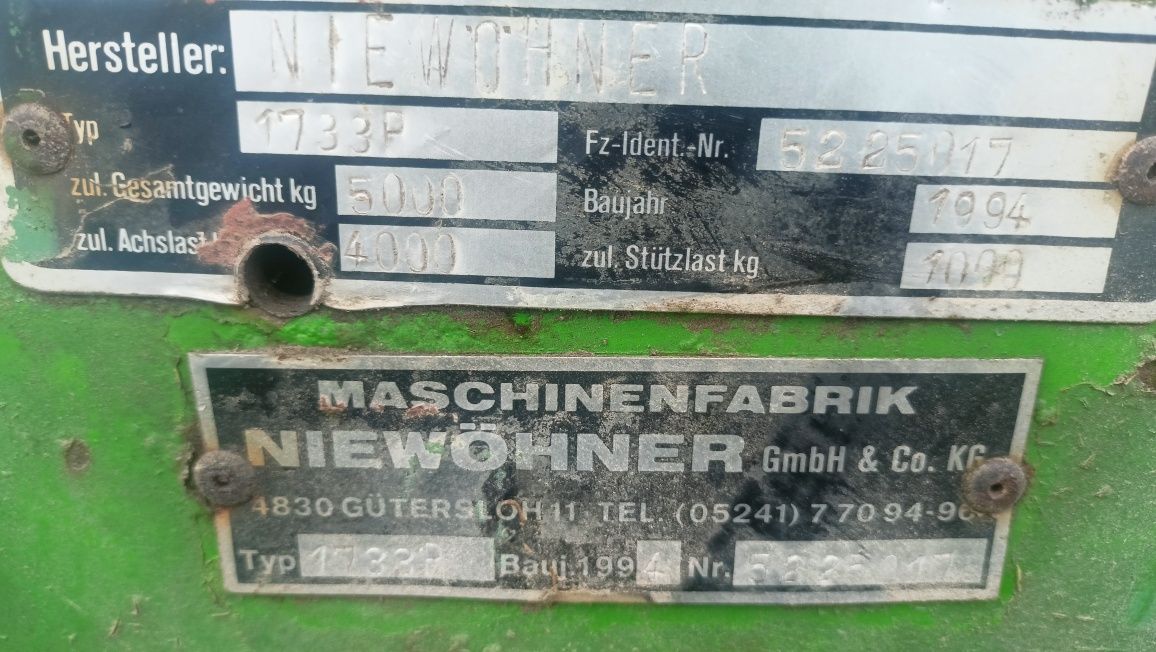 Hersteller: NIEWÖHNER
Typ 1733P Fz-Ident.-Nr. 5225017
zul. Gesamtgewicht kg 5000 Baujahr 1994
zul. Achslast 4000 zul. Stützlast kg
MASCHINENFABRIK
NIEWÖHNER GmbH & Co. KG
4830 GÜTERSLOH 11 TEL. (05241) 7 70 94-96
Typ 1733P Bauj. 1994 Nr. 5225017